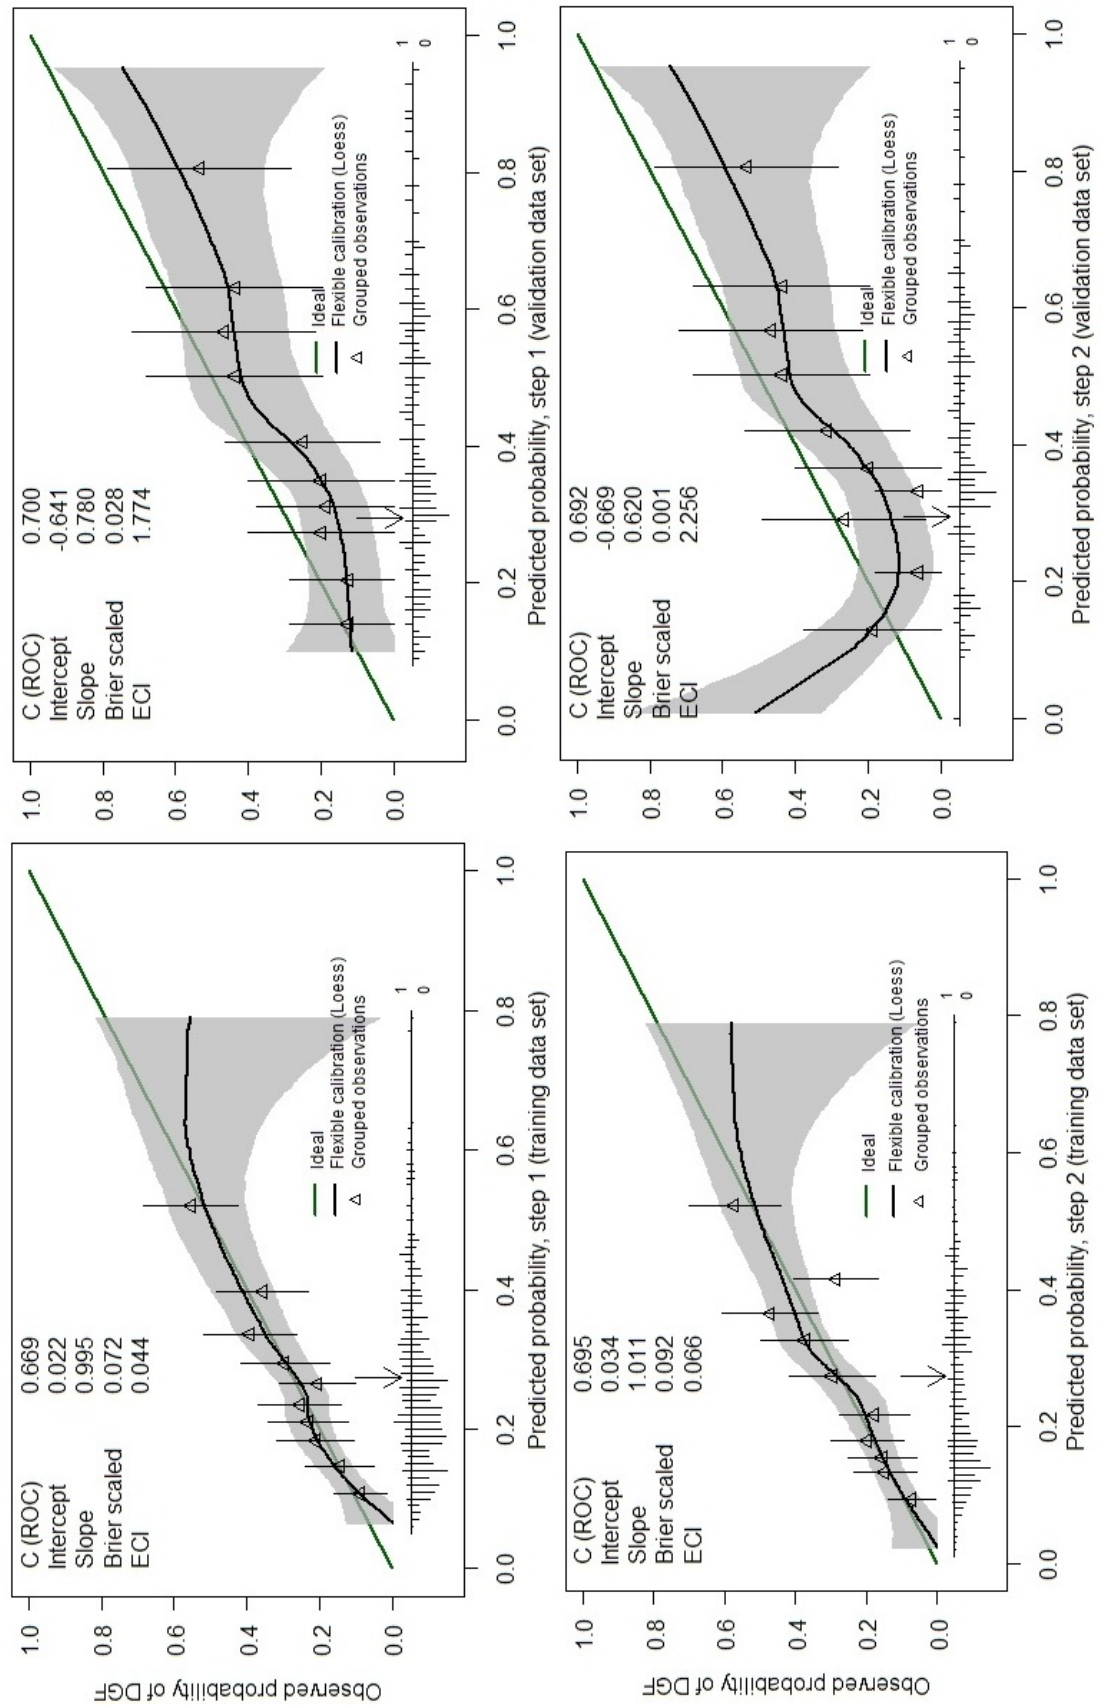 Observed probability of DGF
1.0
0.8
0.6
0.4
0.2
0.0
C (ROC) 0.669
Intercept 0.022
Slope 0.995
Brier scaled 0.072
ECI 0.044
Ideal
Flexible calibration (Loess)
Grouped observations
1
0
0.0 0.2 0.4 0.6 0.8 1.0
Predicted probability, step 1 (training data set)
1.0
0.8
0.6
0.4
0.2
0.0
C (ROC) 0.700
Intercept -0.641
Slope 0.780
Brier scaled 0.028
ECI 1.774
Ideal
Flexible calibration (Loess)
Grouped observations
1
0
0.0 0.2 0.4 0.6 0.8 1.0
Predicted probability, step 1 (validation data set)
Observed probability of DGF
1.0
0.8
0.6
0.4
0.2
0.0
C (ROC) 0.695
Intercept 0.034
Slope 1.011
Brier scaled 0.092
ECI 0.066
Ideal
Flexible calibration (Loess)
Grouped observations
1
0
0.0 0.2 0.4 0.6 0.8 1.0
Predicted probability, step 2 (training data set)
1.0
0.8
0.6
0.4
0.2
0.0
C (ROC) 0.692
Intercept -0.669
Slope 0.620
Brier scaled 0.001
ECI 2.256
Ideal
Flexible calibration (Loess)
Grouped observations
1
0
0.0 0.2 0.4 0.6 0.8 1.0
Predicted probability, step 2 (validation data set)